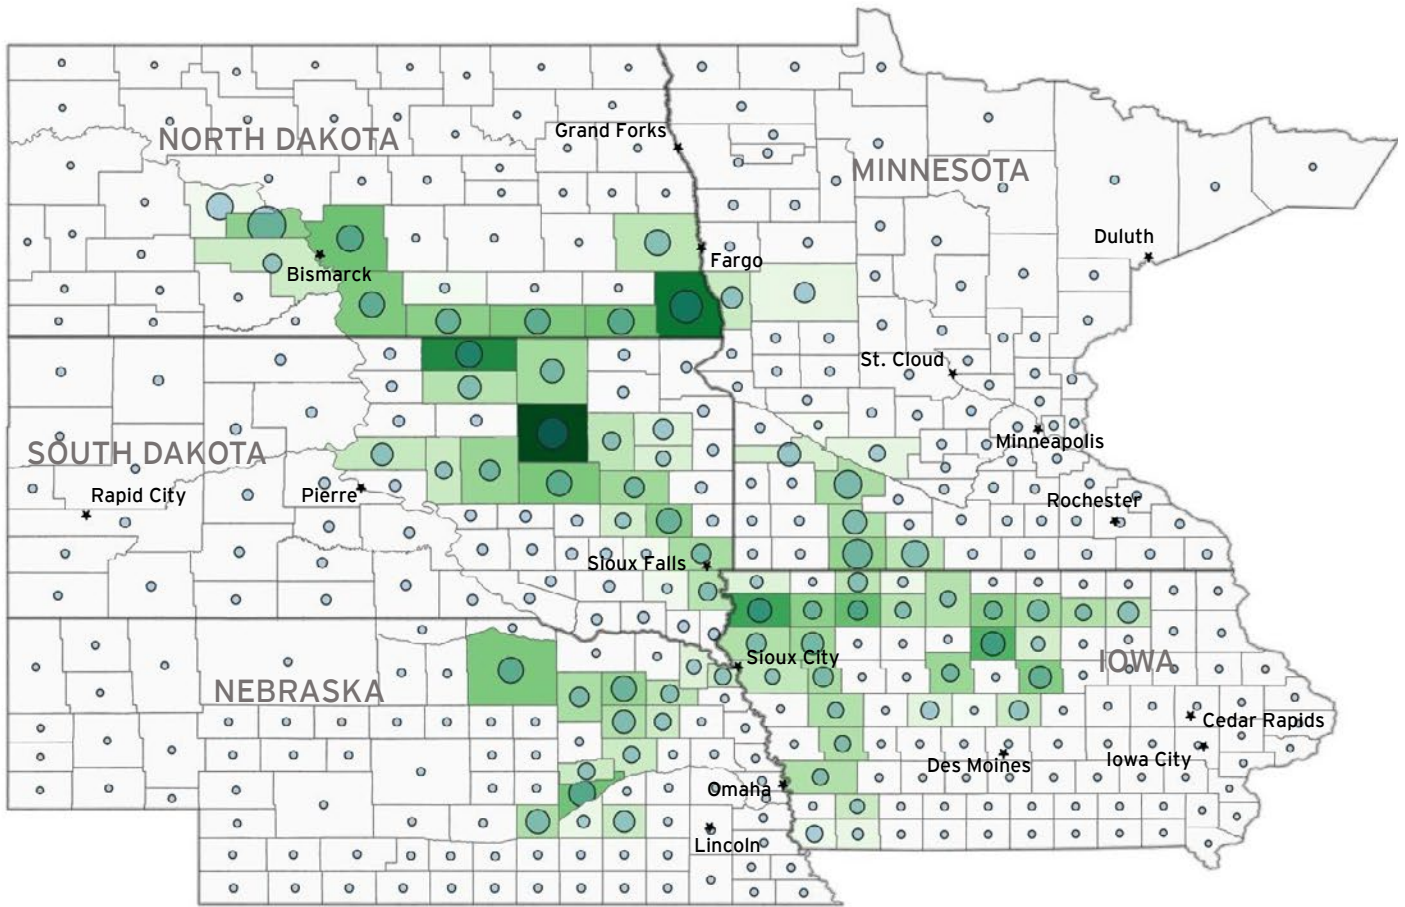 Grand Forks
NORTH DAKOTA
MINNESOTA
Duluth
Fargo
Bismarck
St. Cloud
Minneapolis
SOUTH DAKOTA
Rapid City
Pierre
Rochester
Sioux Falls
Sioux City
IOWA
NEBRASKA
Cedar Rapids
Des Moines
Iowa City
Omaha
Lincoln